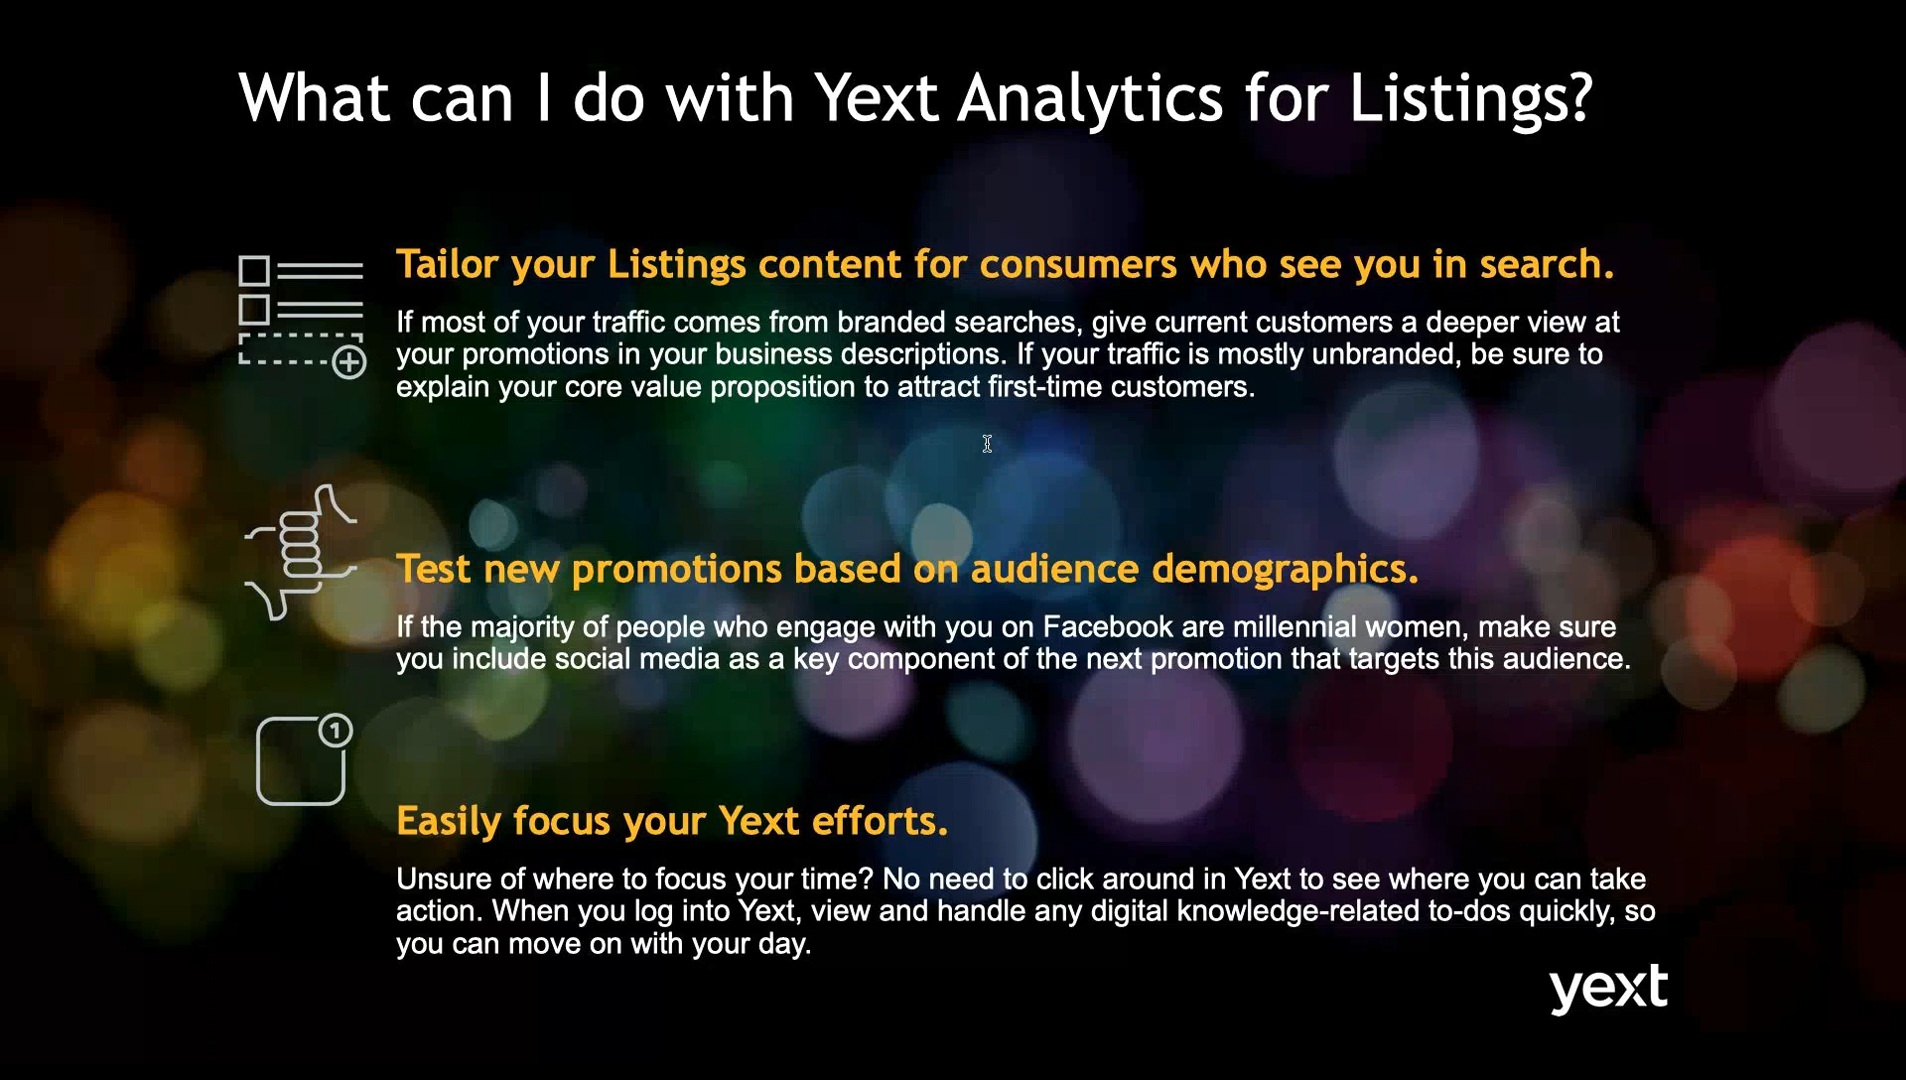 What can I do with Yext Analytics for Listings?
Tailor your Listings content for consumers who see you in search.
If most of your traffic comes from branded searches, give current customers a deeper view at
your promotions in your business descriptions. If your traffic is mostly unbranded, be sure to
explain your core value proposition to attract first-time customers.
Test new promotions based on audience demographics.
If the majority of people who engage with you on Facebook are millennial women, make sure
you include social media as a key component of the next promotion that targets this audience.
1
Easily focus your Yext efforts.
Unsure of where to focus your time? No need to click around in Yext to see where you can take
action. When you log into Yext, view and handle any digital knowledge-related to-dos quickly, so
you can move on with your day.
yext